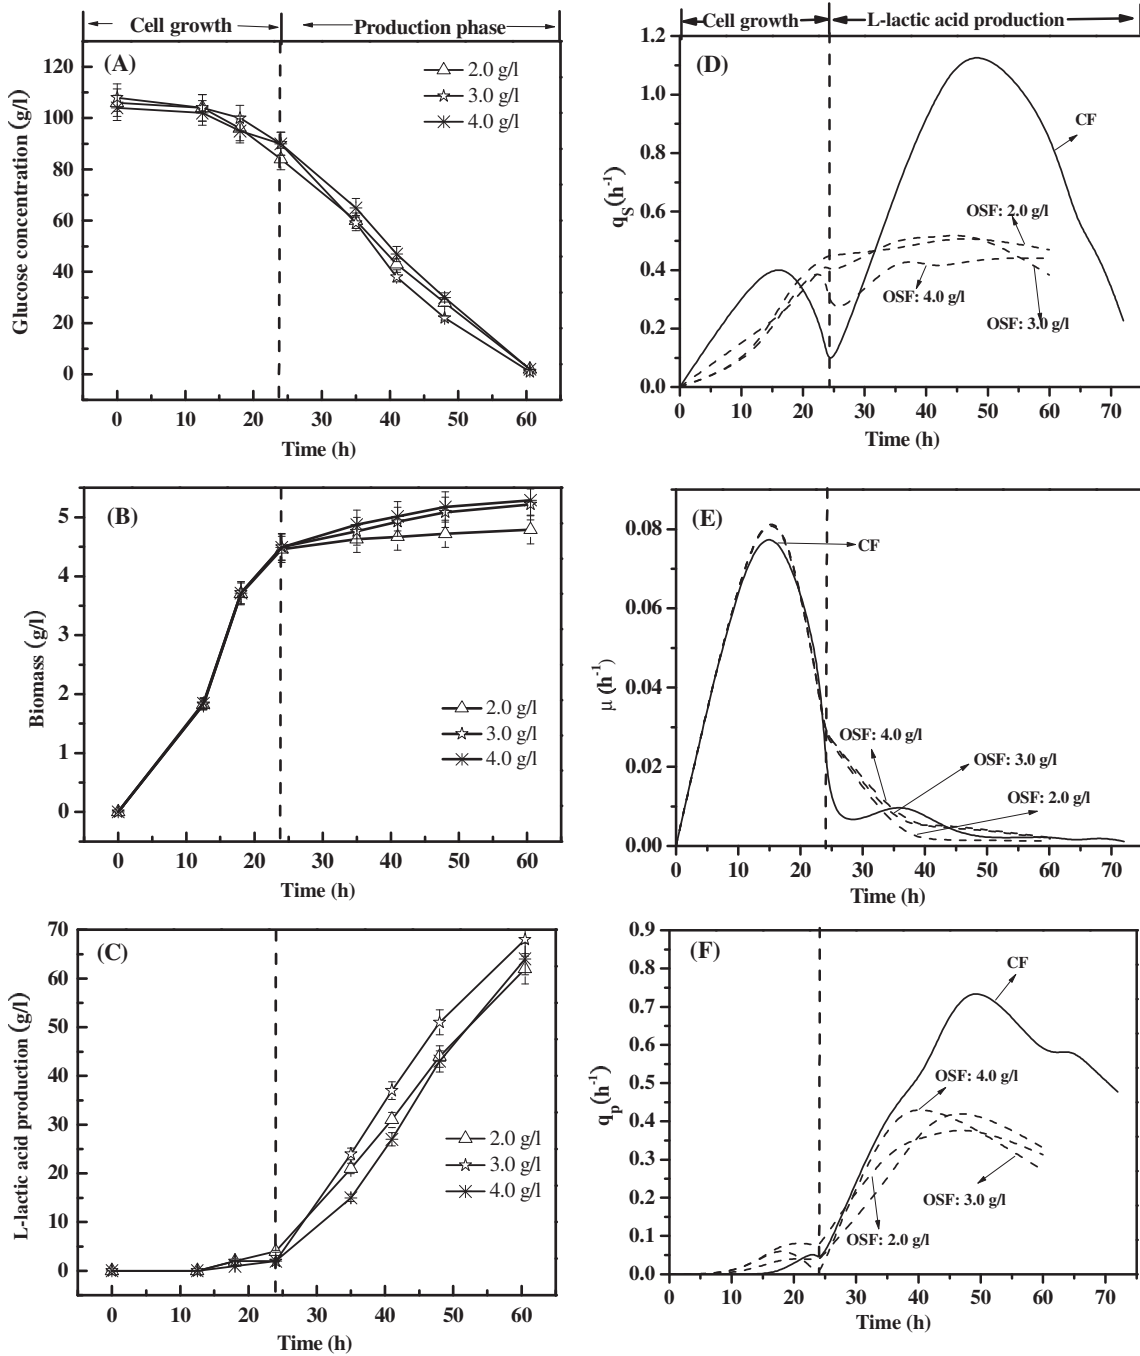 Cell growth Production phase
(A)
2.0 g/l
3.0 g/l
4.0 g/l
120
100
80
60
40
20
0
Glucose concentration (g/l)
0 10 20 30 40 50 60
Time (h)
(B)
5
4
3
2
1
0
Biomass (g/l)
2.0 g/l
3.0 g/l
4.0 g/l
0 10 20 30 40 50 60
Time (h)
(C)
70
60
50
40
30
20
10
0
L-lactic acid production (g/l)
2.0 g/l
3.0 g/l
4.0 g/l
0 10 20 30 40 50 60
Time (h)
Cell growth L-lactic acid production
(D)
1.2
1.0
0.8
0.6
0.4
0.2
0.0
qS(h-1)
CF
OSF: 2.0 g/l
OSF: 4.0 g/l
OSF: 3.0 g/l
0 10 20 30 40 50 60 70
Time (h)
(E)
0.08
0.06
0.04
0.02
0.00
μ (h-1)
CF
OSF: 4.0 g/l
OSF: 3.0 g/l
OSF: 2.0 g/l
0 10 20 30 40 50 60 70
Time (h)
(F)
0.9
0.8
0.7
0.6
0.5
0.4
0.3
0.2
0.1
0.0
qp(h-1)
CF
OSF: 4.0 g/l
OSF: 3.0 g/l
OSF: 2.0 g/l
0 10 20 30 40 50 60 70
Time (h)